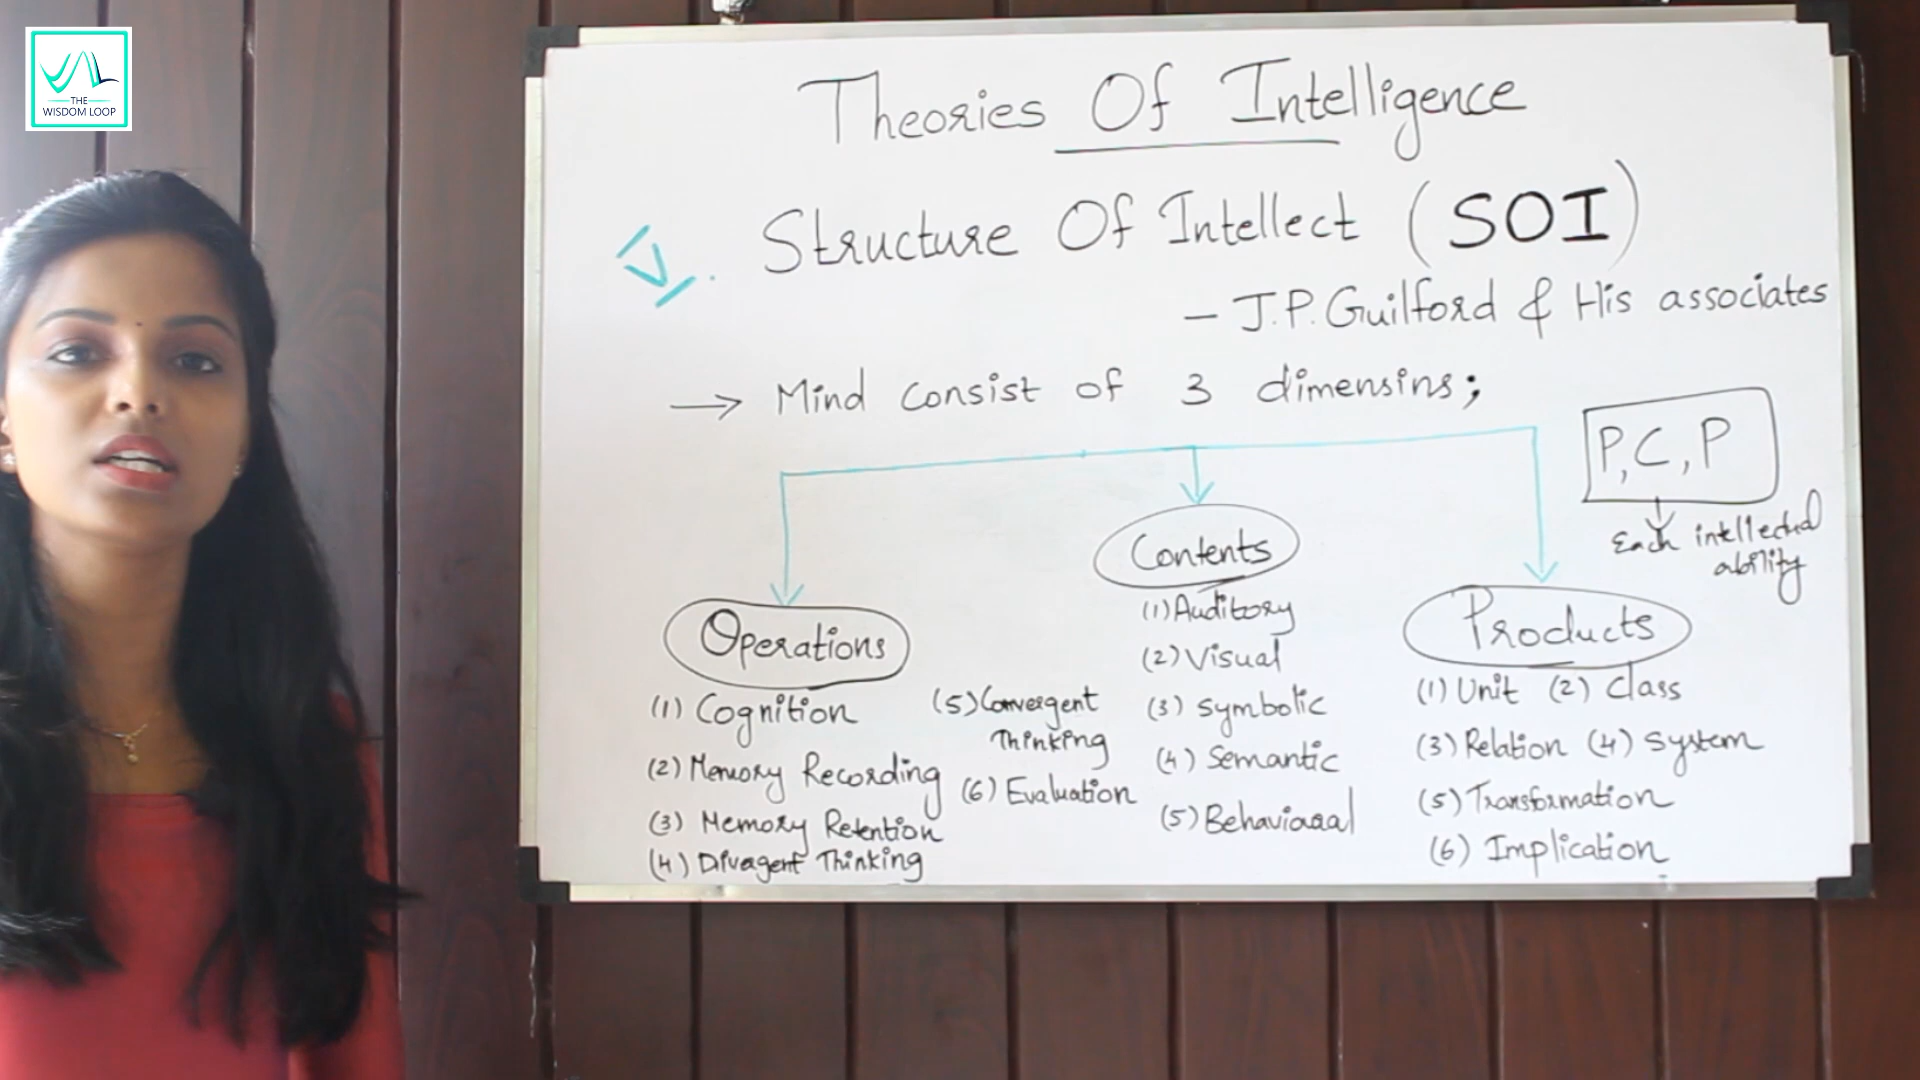 THE
WISDOM LOOP
Theories Of Intelligence
V. Structure Of Intellect (SOI)
- J.P. Guilford & His associates
→ Mind consist of 3 dimensins;
P, C, P
Each intellectual
ability
Operations
(1) Cognition
(2) Memory Recording
(3) Memory Retention
(4) Divagent Thinking
(5) Convergent
Thinking
(6) Evaluation
Contents
(1) Auditory
(2) Visual
(3) Symbolic
(4) Semantic
(5) Behavioral
Products
(1) Unit (2) Class
(3) Relation (4) System
(5) Transformation
(6) Implication